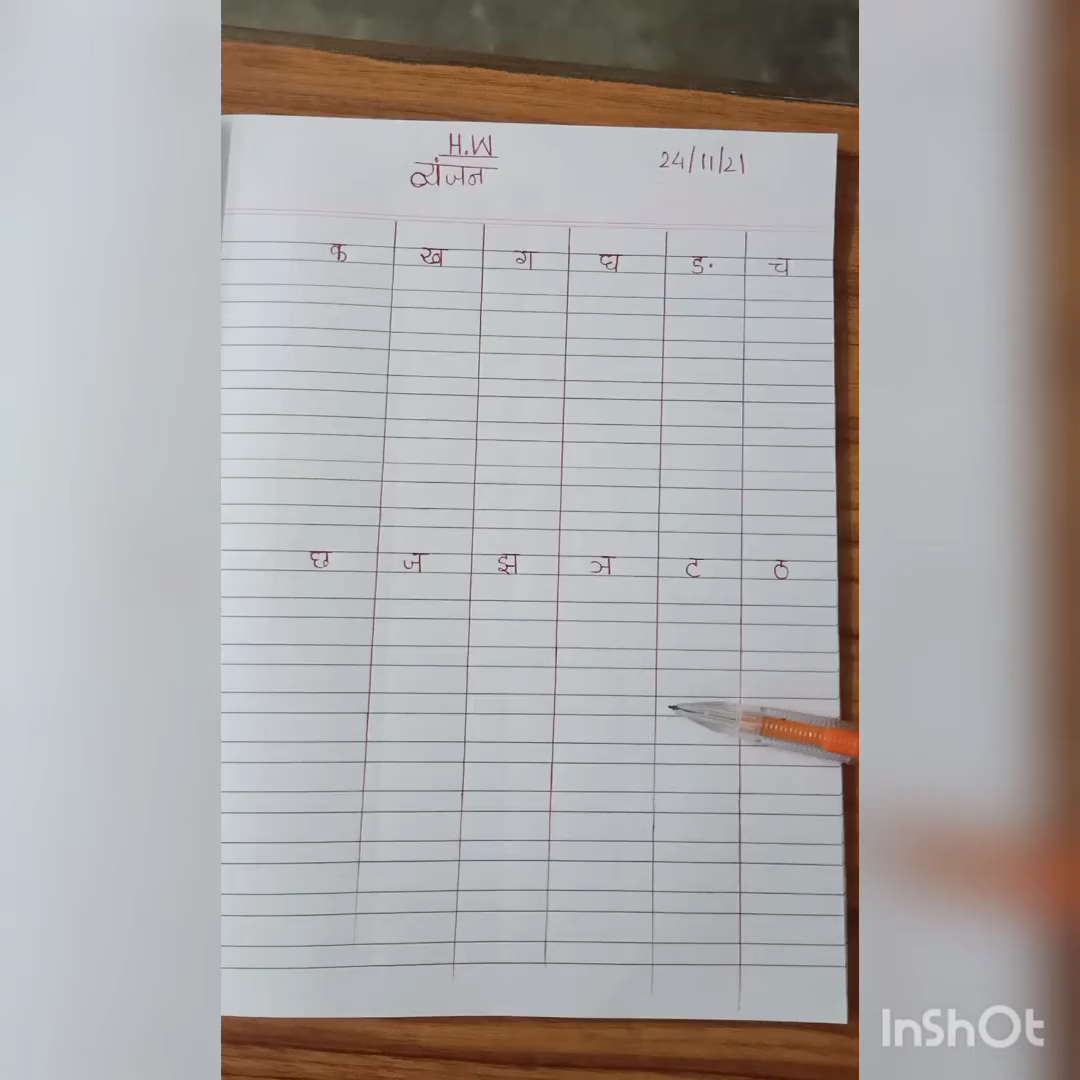 H.W
व्यंजन 24/11/21
क ख ग घ ङ च
छ ज झ ञ ट ठ
InShOt